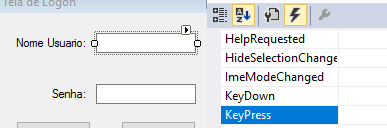 Tela de Logon
Nome Usuario:
Senha:
HelpRequested
HideSelectionChange
ImeModeChanged
KeyDown
KeyPress